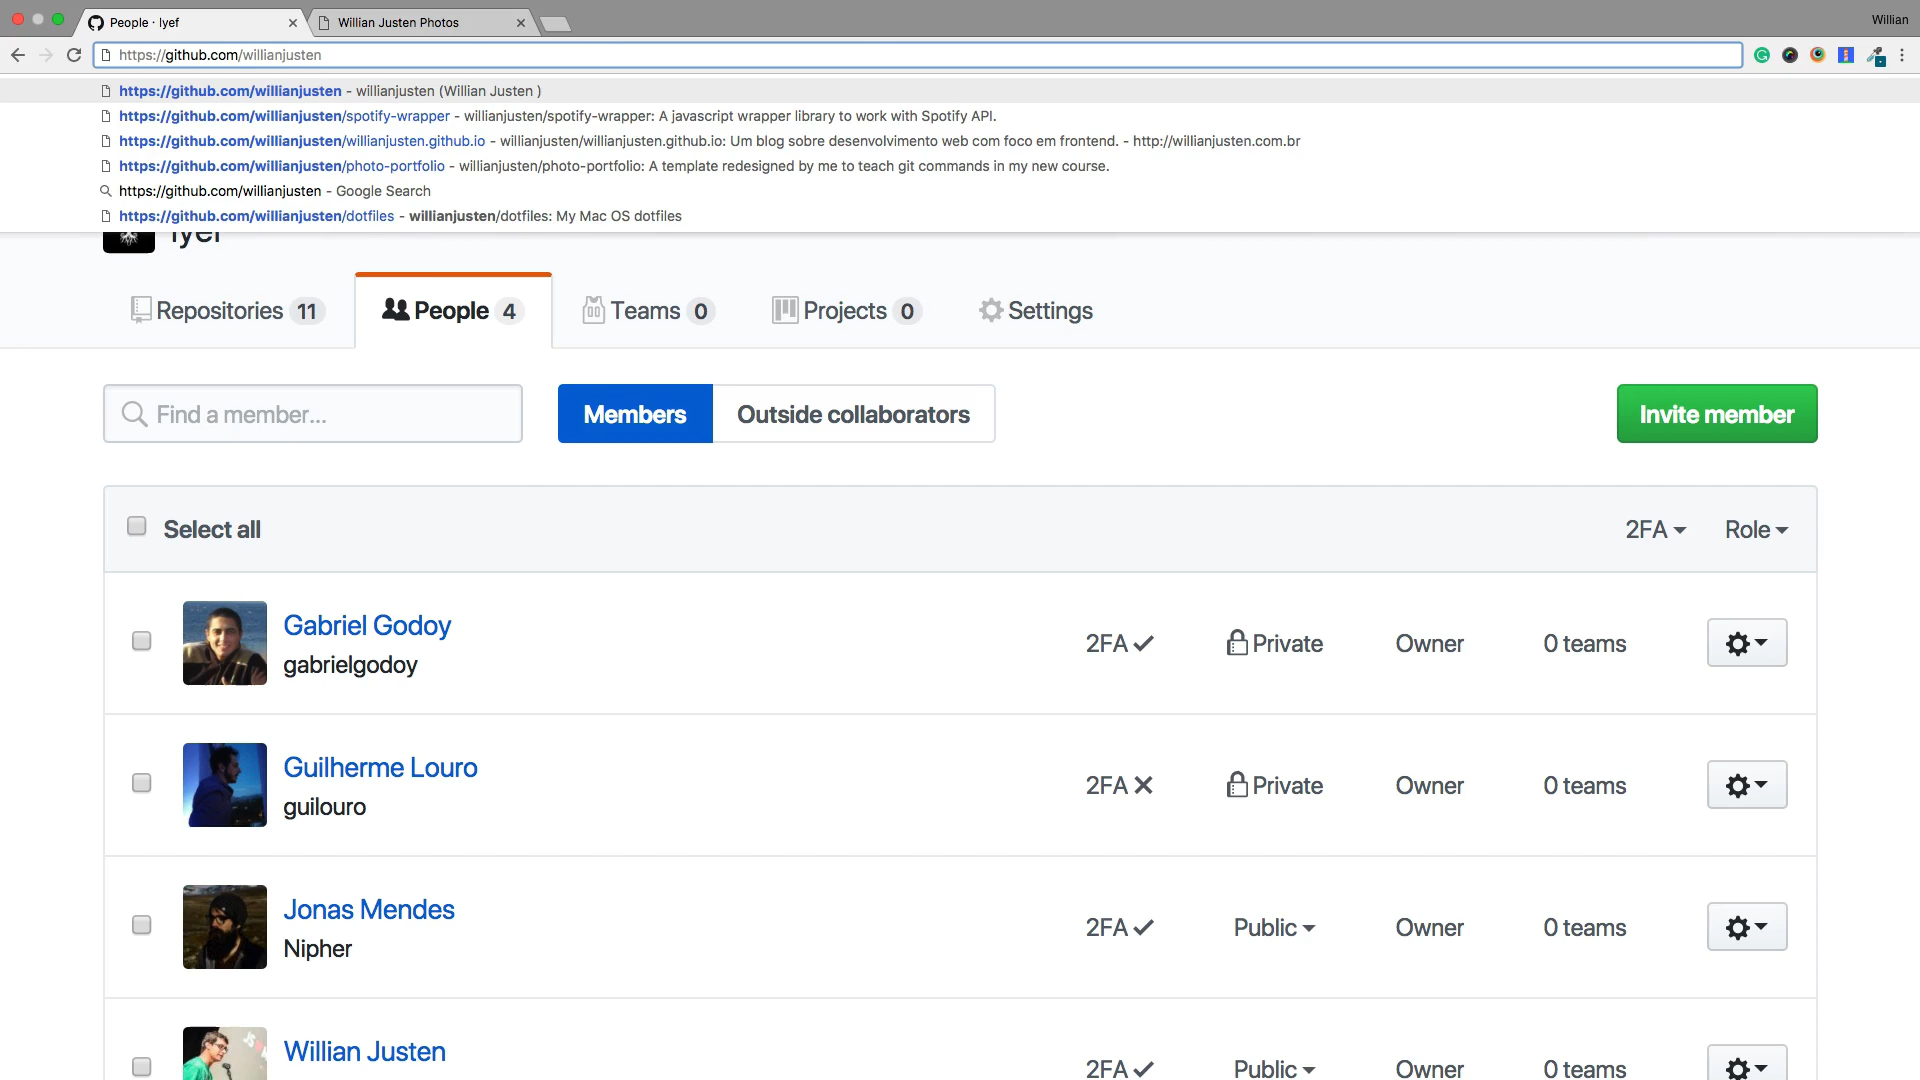 People · lyef
Willian Justen Photos
Willian
https://github.com/willianjusten
https://github.com/willianjusten - willianjusten (Willian Justen )
https://github.com/willianjusten/spotify-wrapper - willianjusten/spotify-wrapper: A javascript wrapper library to work with Spotify API.
https://github.com/willianjusten/willianjusten.github.io - willianjusten/willianjusten.github.io: Um blog sobre desenvolvimento web com foco em frontend. - http://willianjusten.com.br
https://github.com/willianjusten/photo-portfolio - willianjusten/photo-portfolio: A template redesigned by me to teach git commands in my new course.
https://github.com/willianjusten - Google Search
https://github.com/willianjusten/dotfiles - willianjusten/dotfiles: My Mac OS dotfiles
lyef
Repositories 11 People 4 Teams 0 Projects 0 Settings
Find a member... Members Outside collaborators Invite member
Select all 2FA Role
Gabriel Godoy
gabrielgodoy
2FA Private Owner 0 teams
Guilherme Louro
guilouro
2FA Private Owner 0 teams
Jonas Mendes
Nipher
2FA Public Owner 0 teams
Willian Justen
2FA Public Owner 0 teams